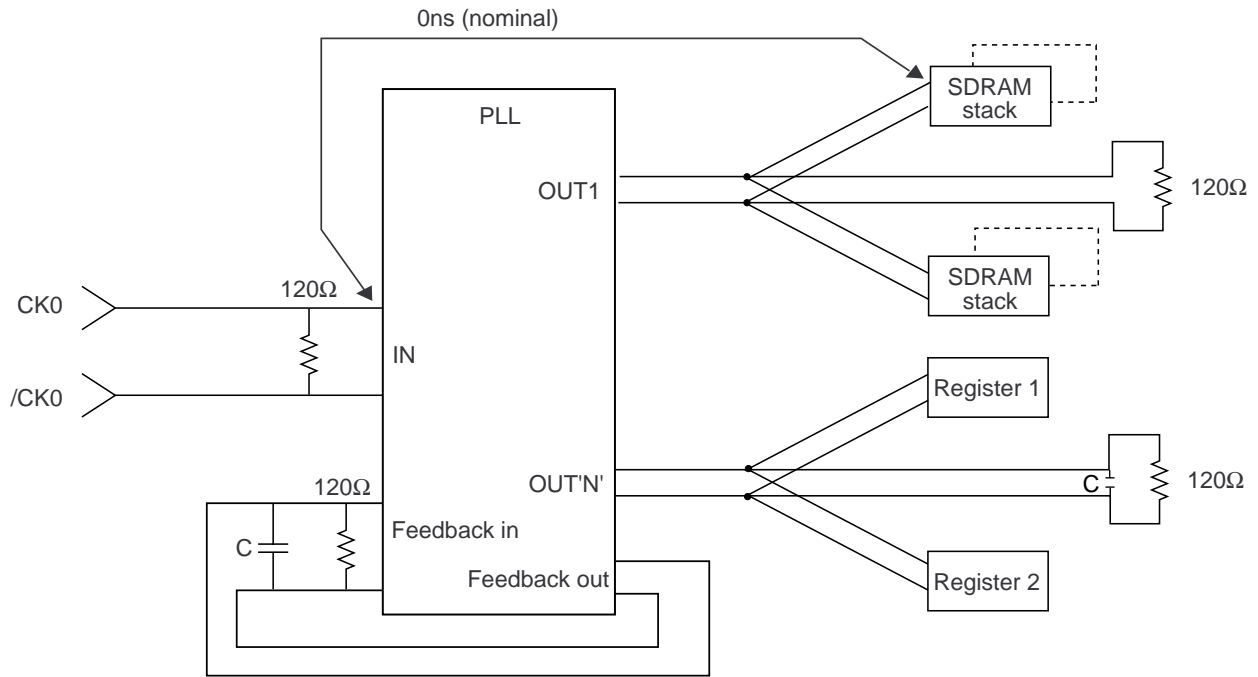 0ns (nominal)
PLL
SDRAM
stack
OUT1
120Ω
SDRAM
stack
120Ω
CK0
IN
/CK0
Register 1
120Ω
OUT'N'
C
120Ω
Feedback in
C
Feedback out
Register 2